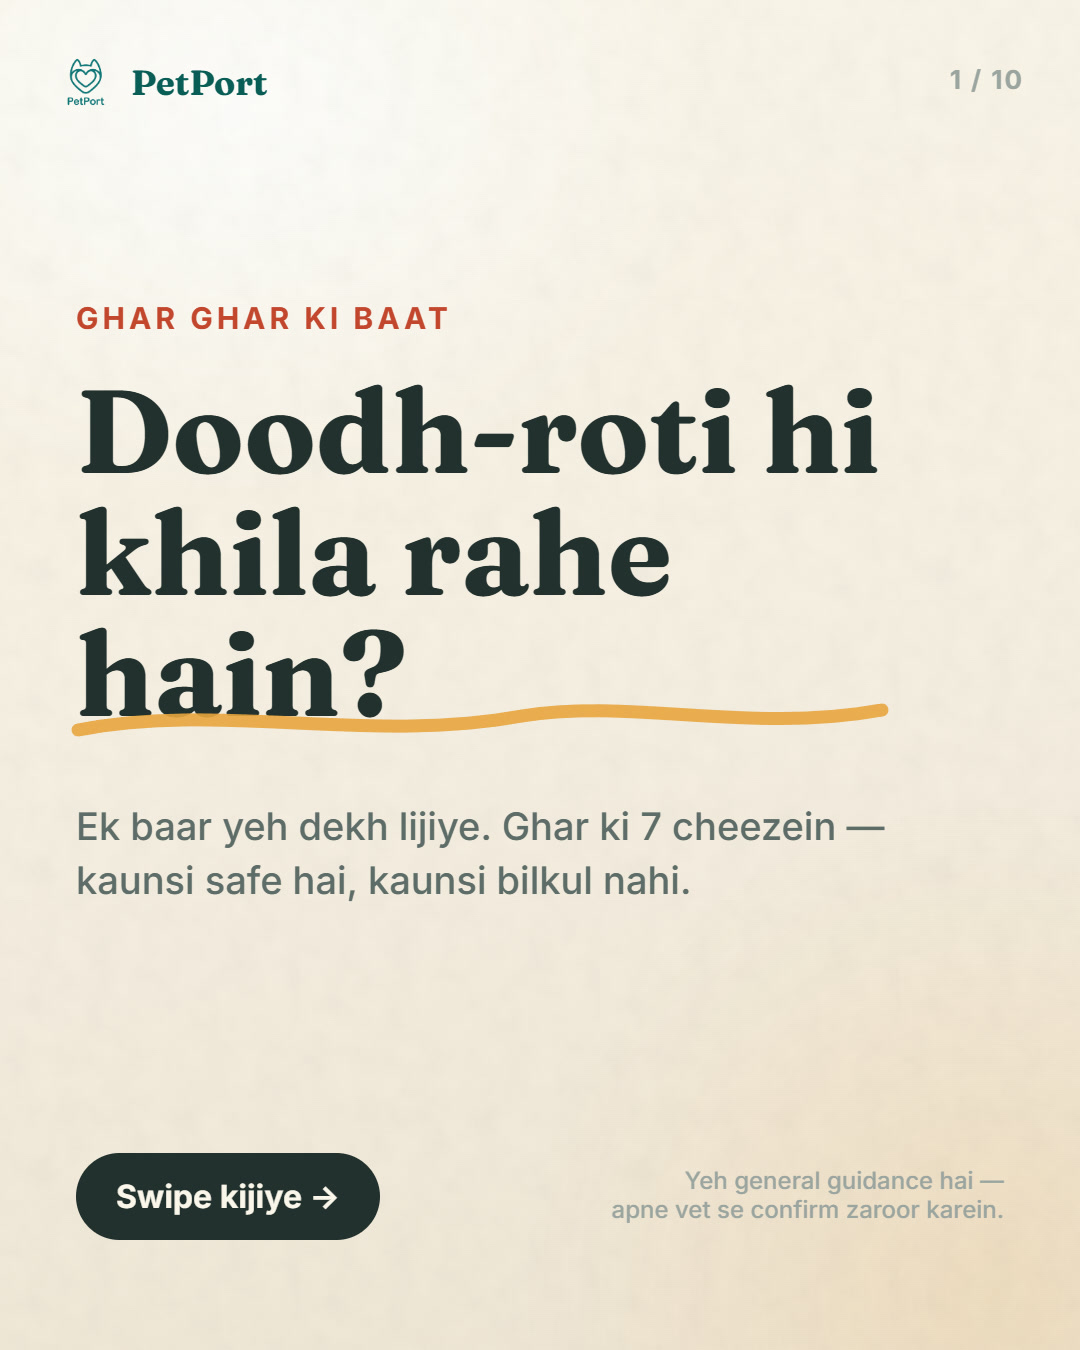 PetPort
PetPort
1 / 10
GHAR GHAR KI BAAT
Doodh-roti hi
khila rahe
hain?
Ek baar yeh dekh lijiye. Ghar ki 7 cheezein —
kaunsi safe hai, kaunsi bilkul nahi.
Swipe kijiye →
Yeh general guidance hai —
apne vet se confirm zaroor karein.